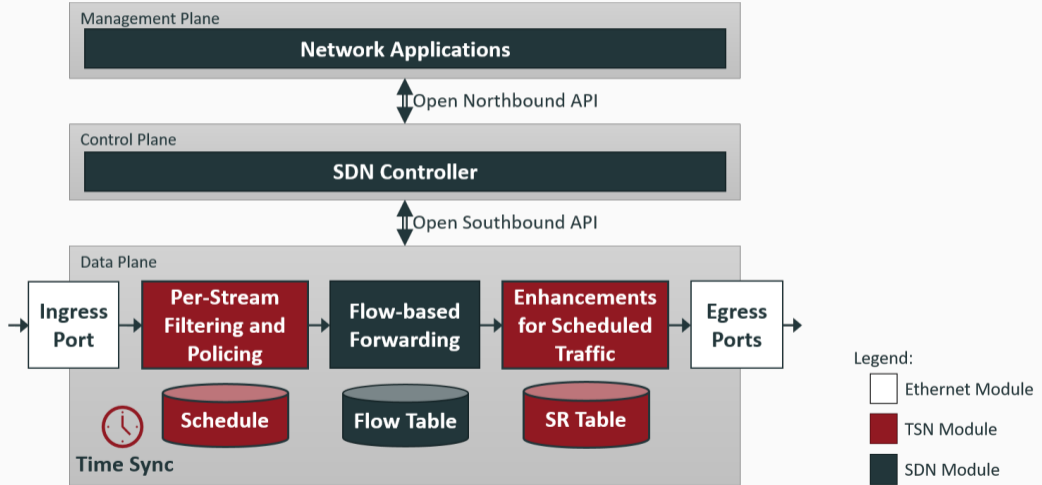 Management Plane
Network Applications
Open Northbound API
Control Plane
SDN Controller
Open Southbound API
Data Plane
Ingress
Port
Per-Stream
Filtering and
Policing
Flow-based
Forwarding
Enhancements
for Scheduled
Traffic
Egress
Ports
Schedule
Flow Table
SR Table
Time Sync
Legend:
Ethernet Module
TSN Module
SDN Module